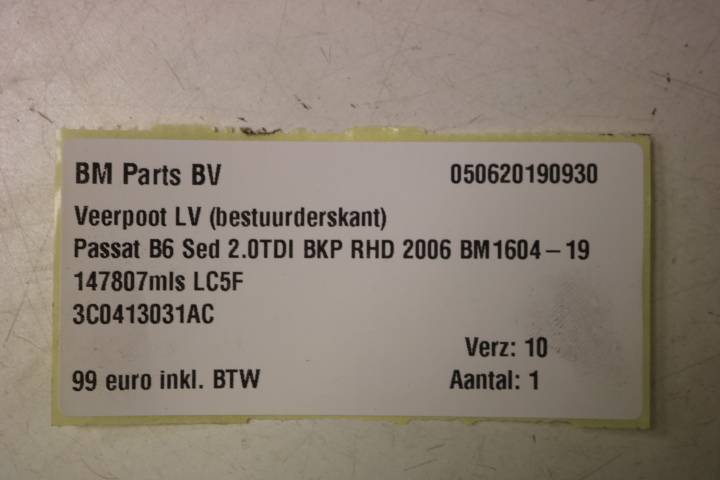 BM Parts BV 050620190930
Veerpoot LV (bestuurderskant)
Passat B6 Sed 2.0TDI BKP RHD 2006 BM1604-19
147807mls LC5F
3C0413031AC
Verz: 10
99 euro inkl. BTW Aantal: 1